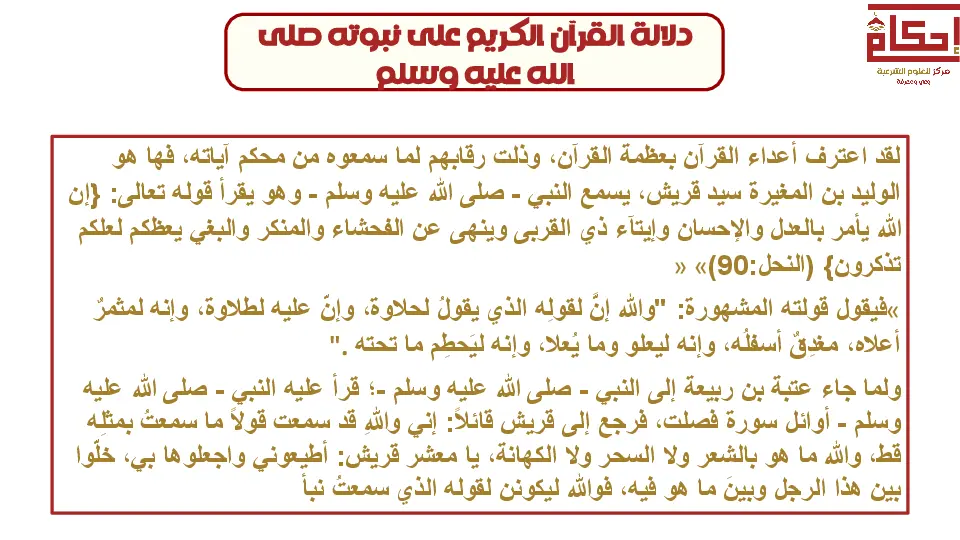 إحكام
مركز للعلوم الشرعية
وعي ومعرفة
دلالة القرآن الكريم على نبوته صلى
الله عليه وسلم
لقد اعترف أعداء القرآن بعظمة القرآن، وذلت رقابهم لما سمعوه من محكم آياته، فها هو
الوليد بن المغيرة سيد قريش، يسمع النبي - صلى الله عليه وسلم - وهو يقرأ قوله تعالى: {إن
الله يأمر بالعدل والإحسان وإيتآء ذي القربى وينهى عن الفحشاء والمنكر والبغي يعظكم لعلكم
تذكرون} (النحل:90)» «
»فيقول قولته المشهورة: "والله إنَّ لقولِه الذي يقولُ لحلاوة، وإنّ عليه لطلاوة، وإنه لمثمرٌ
أعلاه، مغدِقٌ أسفلُه، وإنه ليعلو وما يُعلا، وإنه ليَحطِم ما تحته ."
ولما جاء عتبة بن ربيعة إلى النبي - صلى الله عليه وسلم -؛ قرأ عليه النبي - صلى الله عليه
وسلم - أوائل سورة فصلت، فرجع إلى قريش قائلاً: إني واللهِ قد سمعت قولاً ما سمعتُ بمثلِه
قط، والله ما هو بالشعر ولا السحر ولا الكهانة، يا معشر قريش: أطيعوني واجعلوها بي، خلّوا
بين هذا الرجل وبينَ ما هو فيه، فوالله ليكونن لقوله الذي سمعتُ نبأ